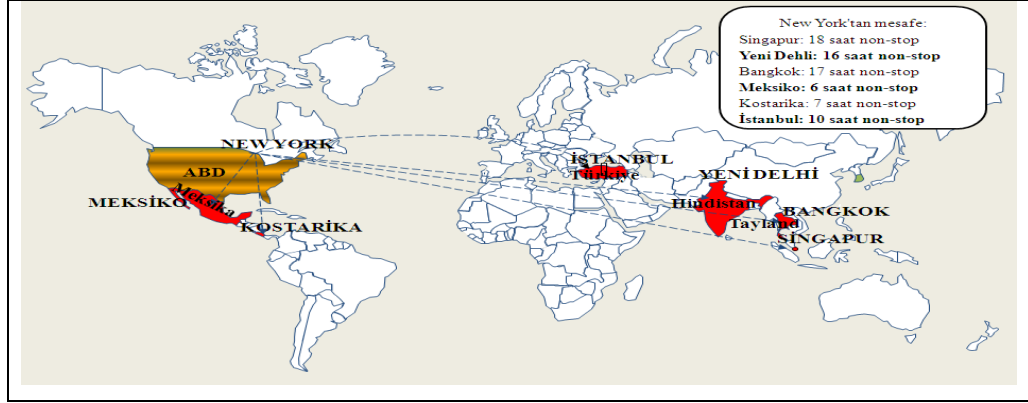 New York'tan mesafe:
Singapur: 18 saat non-stop
Yeni Dehli: 16 saat non-stop
Bangkok: 17 saat non-stop
Meksiko: 6 saat non-stop
Kostarika: 7 saat non-stop
İstanbul: 10 saat non-stop
NEW YORK
ABD
MEKSİKO
Meksika
KOSTARİKA
İSTANBUL
Türkiye
YENİ DELHİ
Hindistan
BANGKOK
Tayland
SİNGAPUR